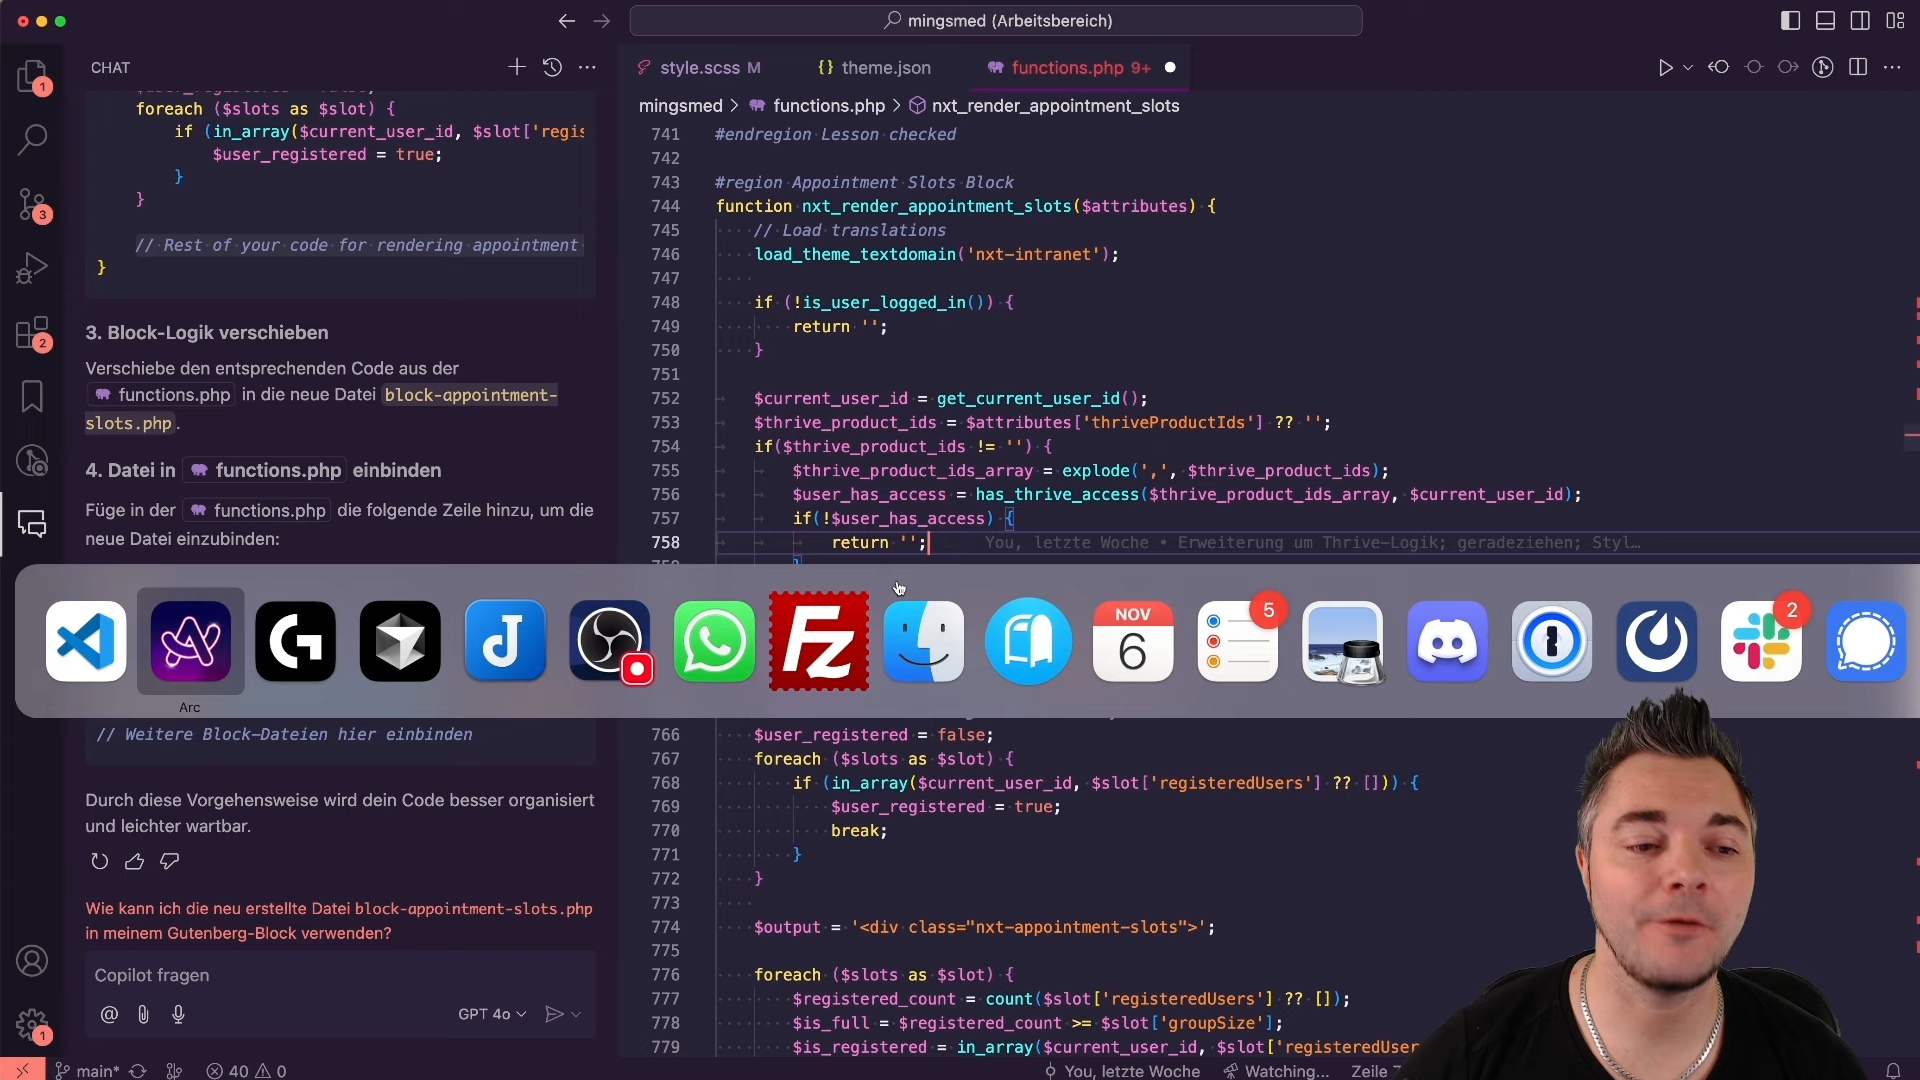 mingsmed (Arbeitsbereich)
CHAT
foreach ($slots as $slot) {
if (in_array($current_user_id, $slot['regis
$user_registered = true;
}
}
// Rest of your code for rendering appointment
}
3. Block-Logik verschieben
Verschiebe den entsprechenden Code aus der
functions.php in die neue Datei block-appointment-
slots.php.
4. Datei in functions.php einbinden
Füge in der functions.php die folgende Zeile hinzu, um die
neue Datei einzubinden:
// Weitere Block-Dateien hier einbinden
Durch diese Vorgehensweise wird dein Code besser organisiert
und leichter wartbar.
Wie kann ich die neu erstellte Datei block-appointment-slots.php
in meinem Gutenberg-Block verwenden?
Copilot fragen
GPT 4o
1
3
2
1
style.scss M
{} theme.json
functions.php 9+
mingsmed > functions.php > nxt_render_appointment_slots
741 #endregion Lesson checked
742
743 #region Appointment Slots Block
744 function nxt_render_appointment_slots($attributes) {
745 // Load translations
746 load_theme_textdomain('nxt-intranet');
747
748 if (!is_user_logged_in()) {
749 return '';
750 }
751
752 $current_user_id = get_current_user_id();
753 $thrive_product_ids = $attributes['thriveProductIds'] ?? '';
754 if($thrive_product_ids != '') {
755 $thrive_product_ids_array = explode(',', $thrive_product_ids);
756 $user_has_access = has_thrive_access($thrive_product_ids_array, $current_user_id);
757 if(!$user_has_access) {
758 return ''; You, letzte Woche • Erweiterung um Thrive-Logik; geradeziehen; Styl…
NOV
6
5
2
Arc
766 $user_registered = false;
767 foreach ($slots as $slot) {
768 if (in_array($current_user_id, $slot['registeredUsers'] ?? [])) {
769 $user_registered = true;
770 break;
771 }
772 }
773
774 $output = '<div class="nxt-appointment-slots">';
775
776 foreach ($slots as $slot) {
777 $registered_count = count($slot['registeredUsers'] ?? []);
778 $is_full = $registered_count >= $slot['groupSize'];
779 $is_registered = in_array($current_user_id, $slot['registeredUser
main* 40 0
You, letzte Woche Watching... Zeile 7